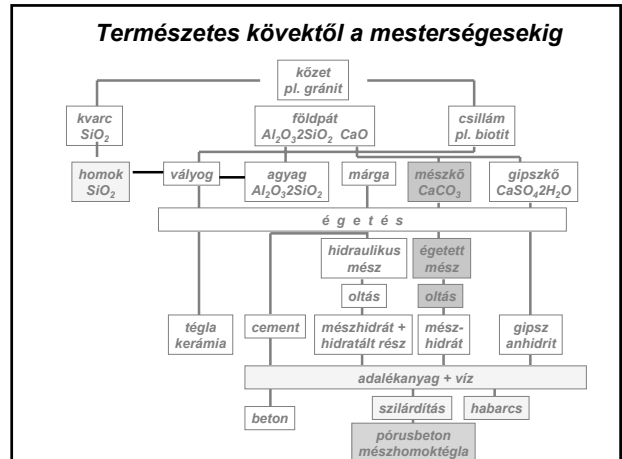 Természetes kövektől a mesterségesekig
kőzet
pl. gránit
kvarc
SiO₂
földpát
Al₂O₃2SiO₂ CaO
csillám
pl. biotit
homok
SiO₂
vályog
agyag
Al₂O₃2SiO₂
márga
mészkő
CaCO₃
gipszkő
CaSO₄2H₂O
é g e t é s
hidraulikus
mész
égetett
mész
oltás
oltás
tégla
kerámia
cement
mészhidrát +
hidratált rész
mész-
hidrát
gipsz
anhidrit
adalékanyag + víz
beton
szilárdítás
habarcs
pórusbeton
mészhomoktégla